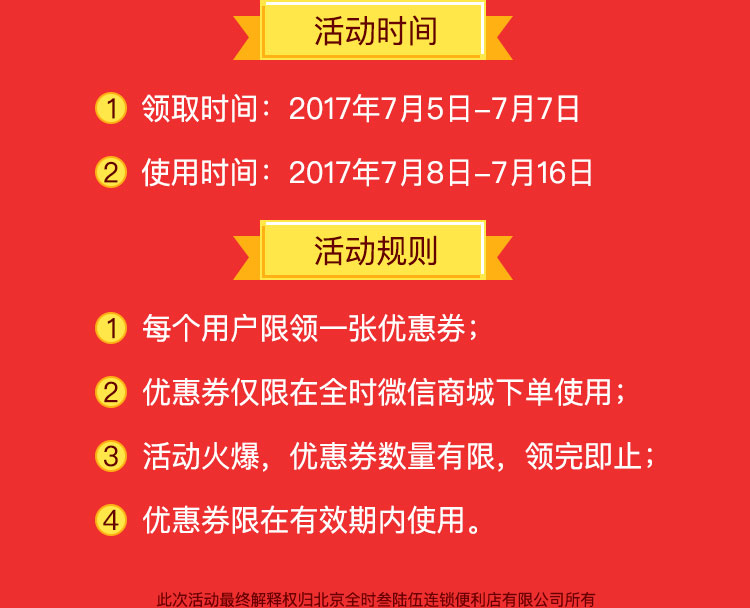 活动时间
1 领取时间：2017年7月5日-7月7日
2 使用时间：2017年7月8日-7月16日
活动规则
1 每个用户限领一张优惠券；
2 优惠券仅限在全时微信商城下单使用；
3 活动火爆，优惠券数量有限，领完即止；
4 优惠券限在有效期内使用。
此次活动最终解释权归北京全时叁陆伍连锁便利店有限公司所有